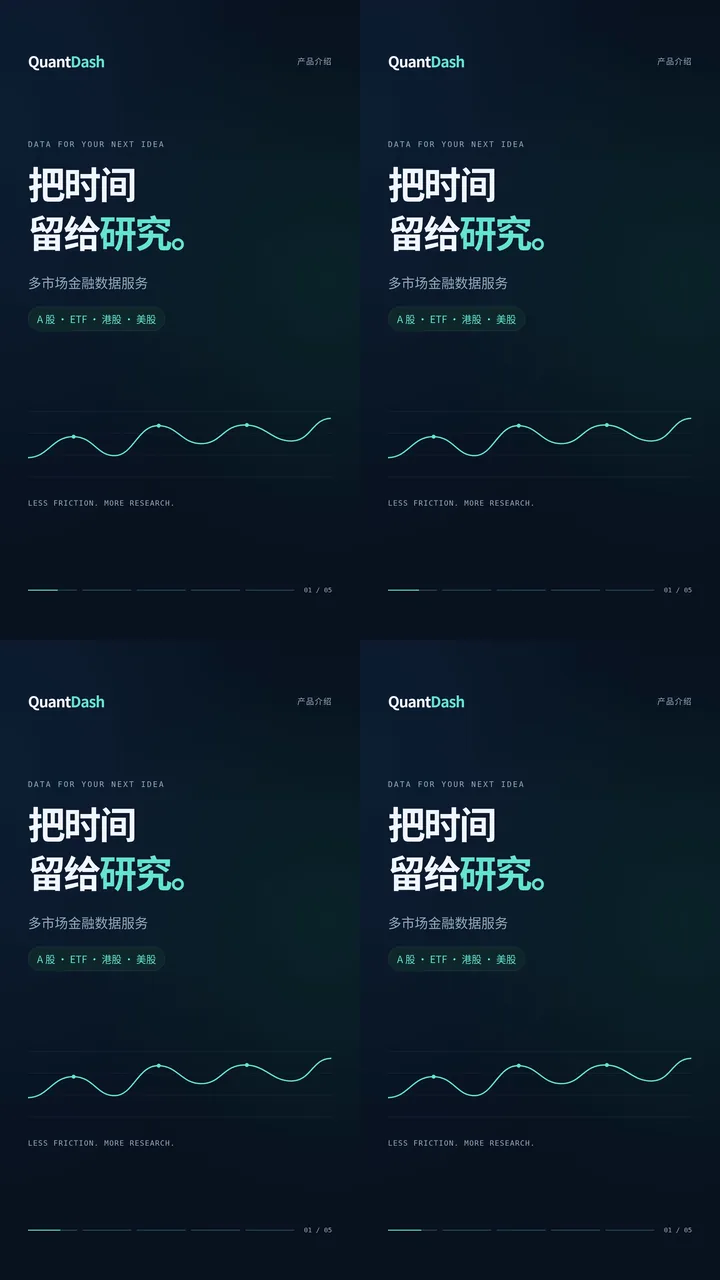 QuantDash
产品介绍
DATA FOR YOUR NEXT IDEA
把时间
留给研究。
多市场金融数据服务
A 股 · ETF · 港股 · 美股
LESS FRICTION. MORE RESEARCH.
01 / 05
QuantDash
产品介绍
DATA FOR YOUR NEXT IDEA
把时间
留给研究。
多市场金融数据服务
A 股 · ETF · 港股 · 美股
LESS FRICTION. MORE RESEARCH.
01 / 05
QuantDash
产品介绍
DATA FOR YOUR NEXT IDEA
把时间
留给研究。
多市场金融数据服务
A 股 · ETF · 港股 · 美股
LESS FRICTION. MORE RESEARCH.
01 / 05
QuantDash
产品介绍
DATA FOR YOUR NEXT IDEA
把时间
留给研究。
多市场金融数据服务
A 股 · ETF · 港股 · 美股
LESS FRICTION. MORE RESEARCH.
01 / 05